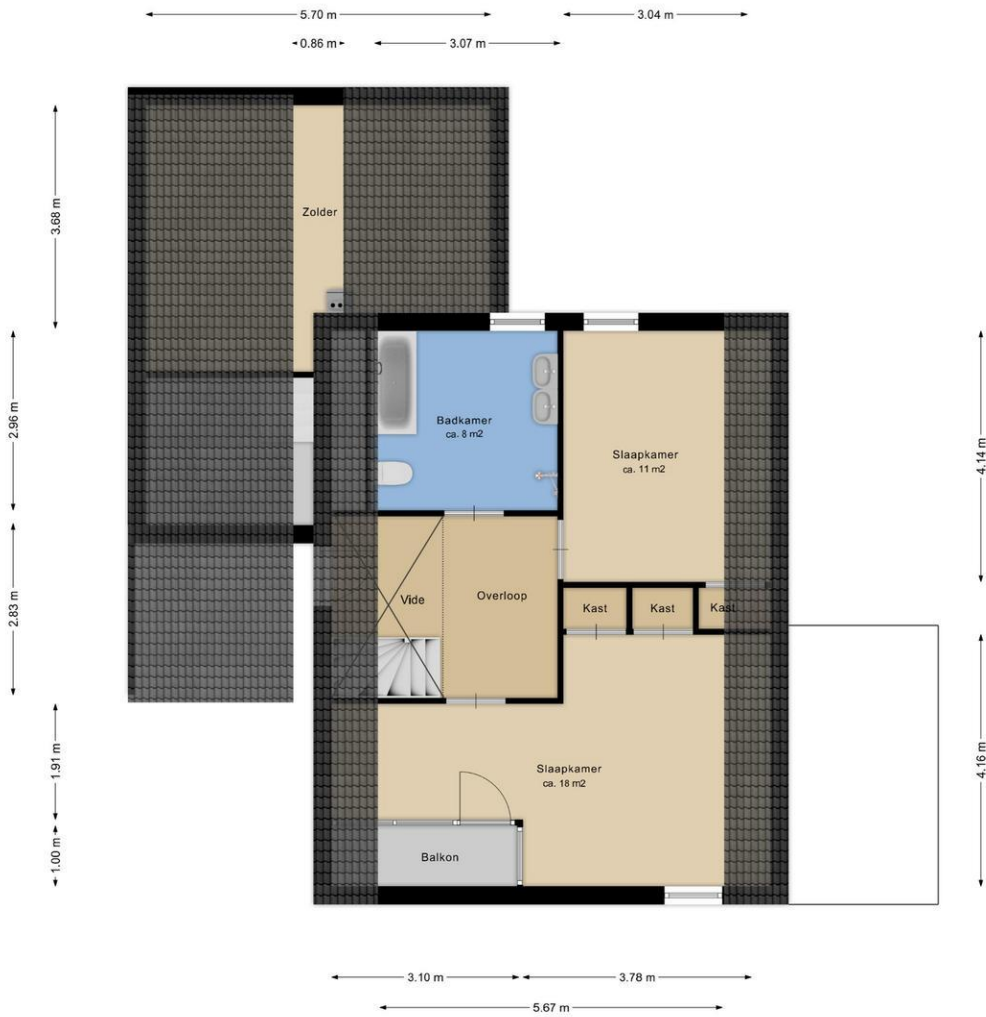 5.70 m
3.04 m
0.86 m
3.07 m
3.68 m
Zolder
2.96 m
Badkamer
ca. 8 m2
4.14 m
Slaapkamer
ca. 11 m2
2.83 m
Vide
Overloop
Kast
Kast
Kast
1.91 m
4.16 m
Slaapkamer
ca. 18 m2
1.00 m
Balkon
3.10 m
3.78 m
5.67 m